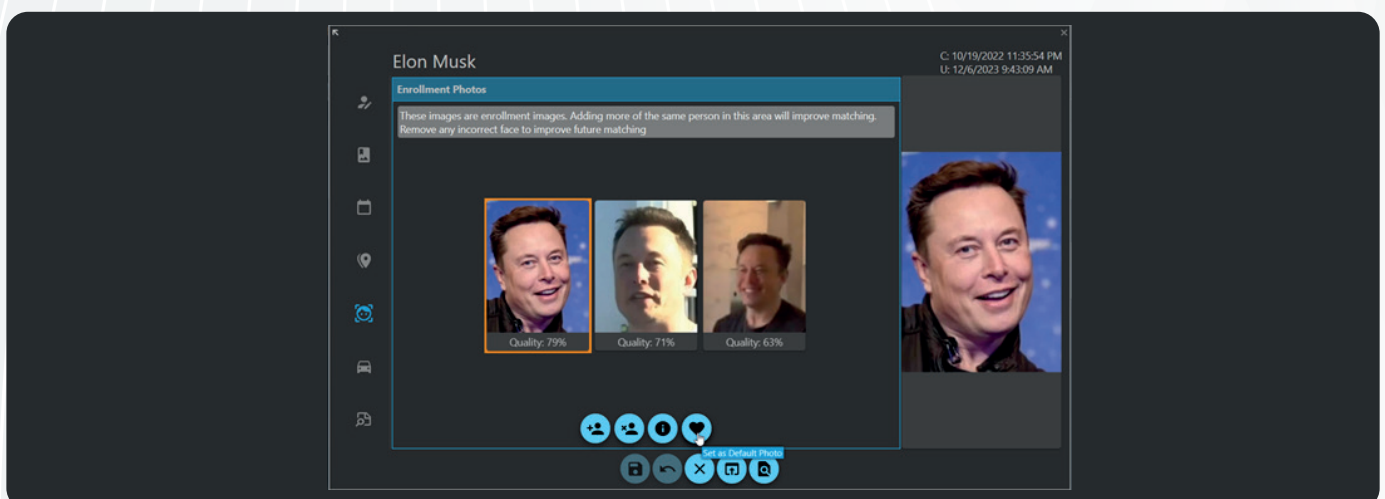 Elon Musk
C: 10/19/2022 11:35:54 PM
U: 12/6/2023 9:43:09 AM
Enrollment Photos
These images are enrollment images. Adding more of the same person in this area will improve matching.
Remove any incorrect face to improve future matching
Quality: 79%
Quality: 71%
Quality: 63%
Set as Default Photo